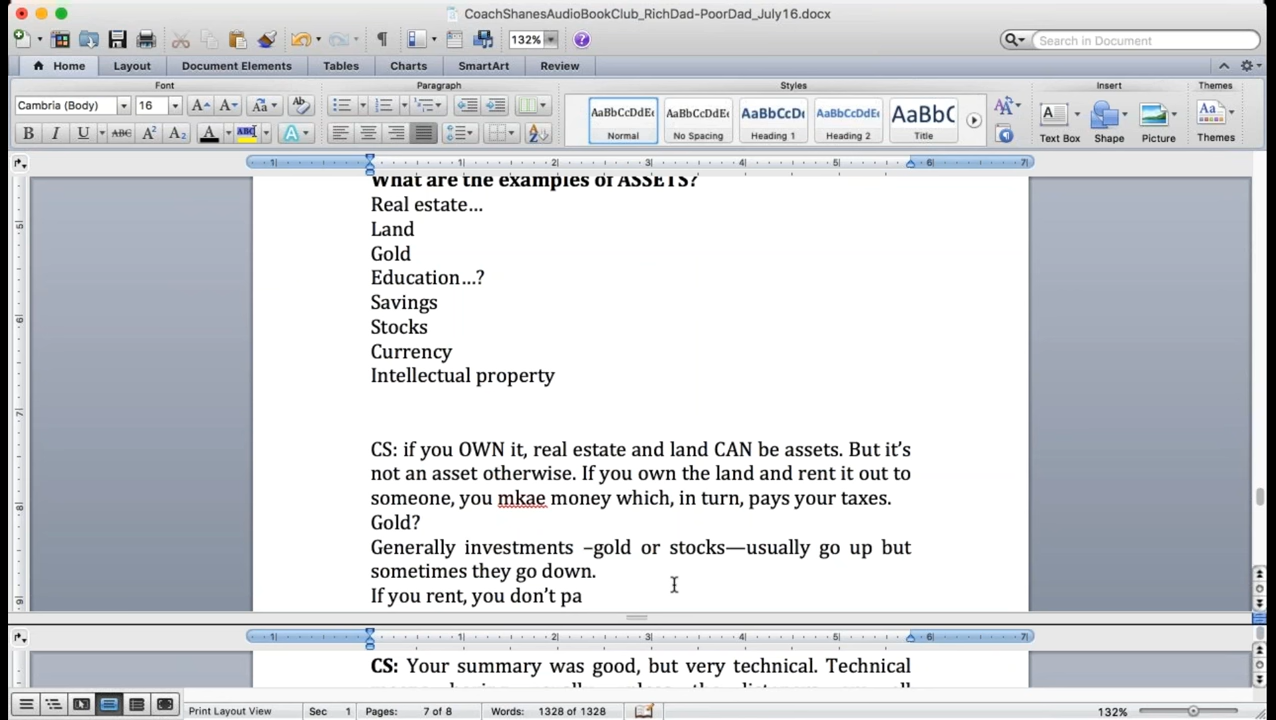 CoachShanesAudioBookClub_RichDad-PoorDad_July16.docx
132%
Search in Document
Home Layout Document Elements Tables Charts SmartArt Review
Font Paragraph Styles Insert Themes
Cambria (Body) 16
AaBbCcDdEe AaBbCcDdEe AaBbCcDc AaBbCcDdEe AaBbC
Normal No Spacing Heading 1 Heading 2 Title
Text Box Shape Picture Themes
What are the examples of ASSETS?
Real estate…
Land
Gold
Education…?
Savings
Stocks
Currency
Intellectual property
CS: if you OWN it, real estate and land CAN be assets. But it’s
not an asset otherwise. If you own the land and rent it out to
someone, you mkae money which, in turn, pays your taxes.
Gold?
Generally investments –gold or stocks—usually go up but
sometimes they go down.
If you rent, you don’t pa
CS: Your summary was good, but very technical. Technical
Print Layout View Sec 1 Pages: 7 of 8 Words: 1328 of 1328 132%